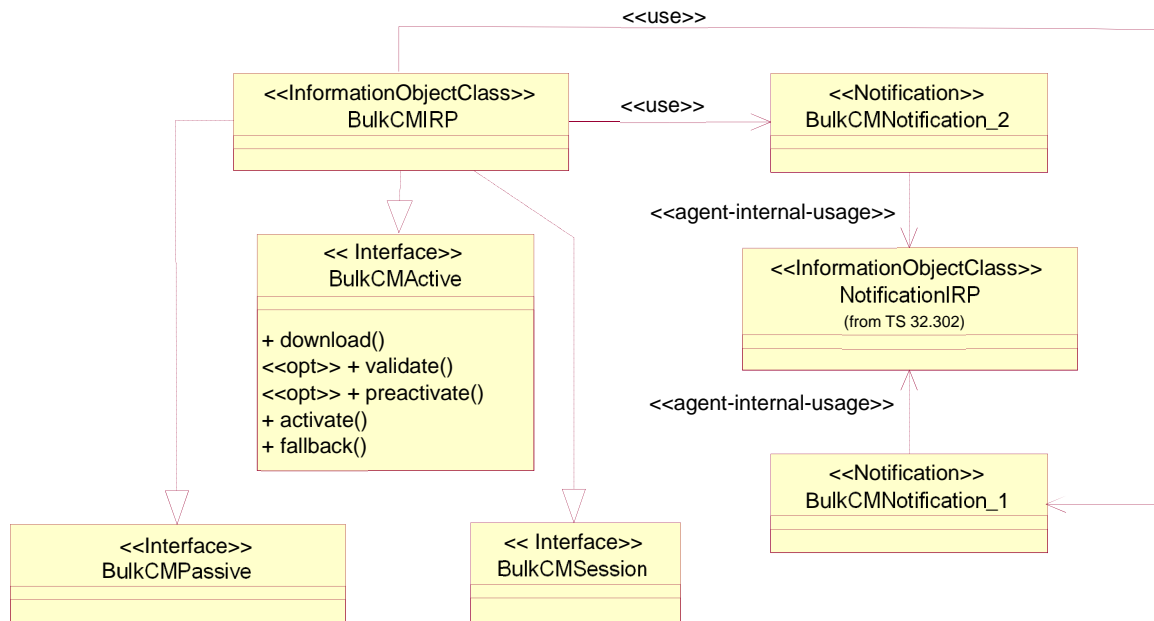 <<use>>
<<InformationObjectClass>>
BulkCMIRP
<<use>>
<<Notification>>
BulkCMNotification_2
<<agent-internal-usage>>
<< Interface>>
BulkCMActive
+ download()
<<opt>> + validate()
<<opt>> + preactivate()
+ activate()
+ fallback()
<<InformationObjectClass>>
NotificationIRP
(from TS 32.302)
<<agent-internal-usage>>
<<Notification>>
BulkCMNotification_1
<<Interface>>
BulkCMPassive
<< Interface>>
BulkCMSession